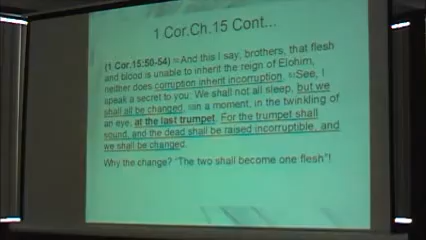 1 Cor.Ch.15 Cont...
(1 Cor.15:50-54) 50And this I say, brothers, that flesh
and blood is unable to inherit the reign of Elohim,
neither does corruption inherit incorruption. 51See, I
speak a secret to you: We shall not all sleep, but we
shall all be changed, 52in a moment, in the twinkling of
an eye, at the last trumpet. For the trumpet shall
sound, and the dead shall be raised incorruptible, and
we shall be changed.
Why the change? "The two shall become one flesh"!